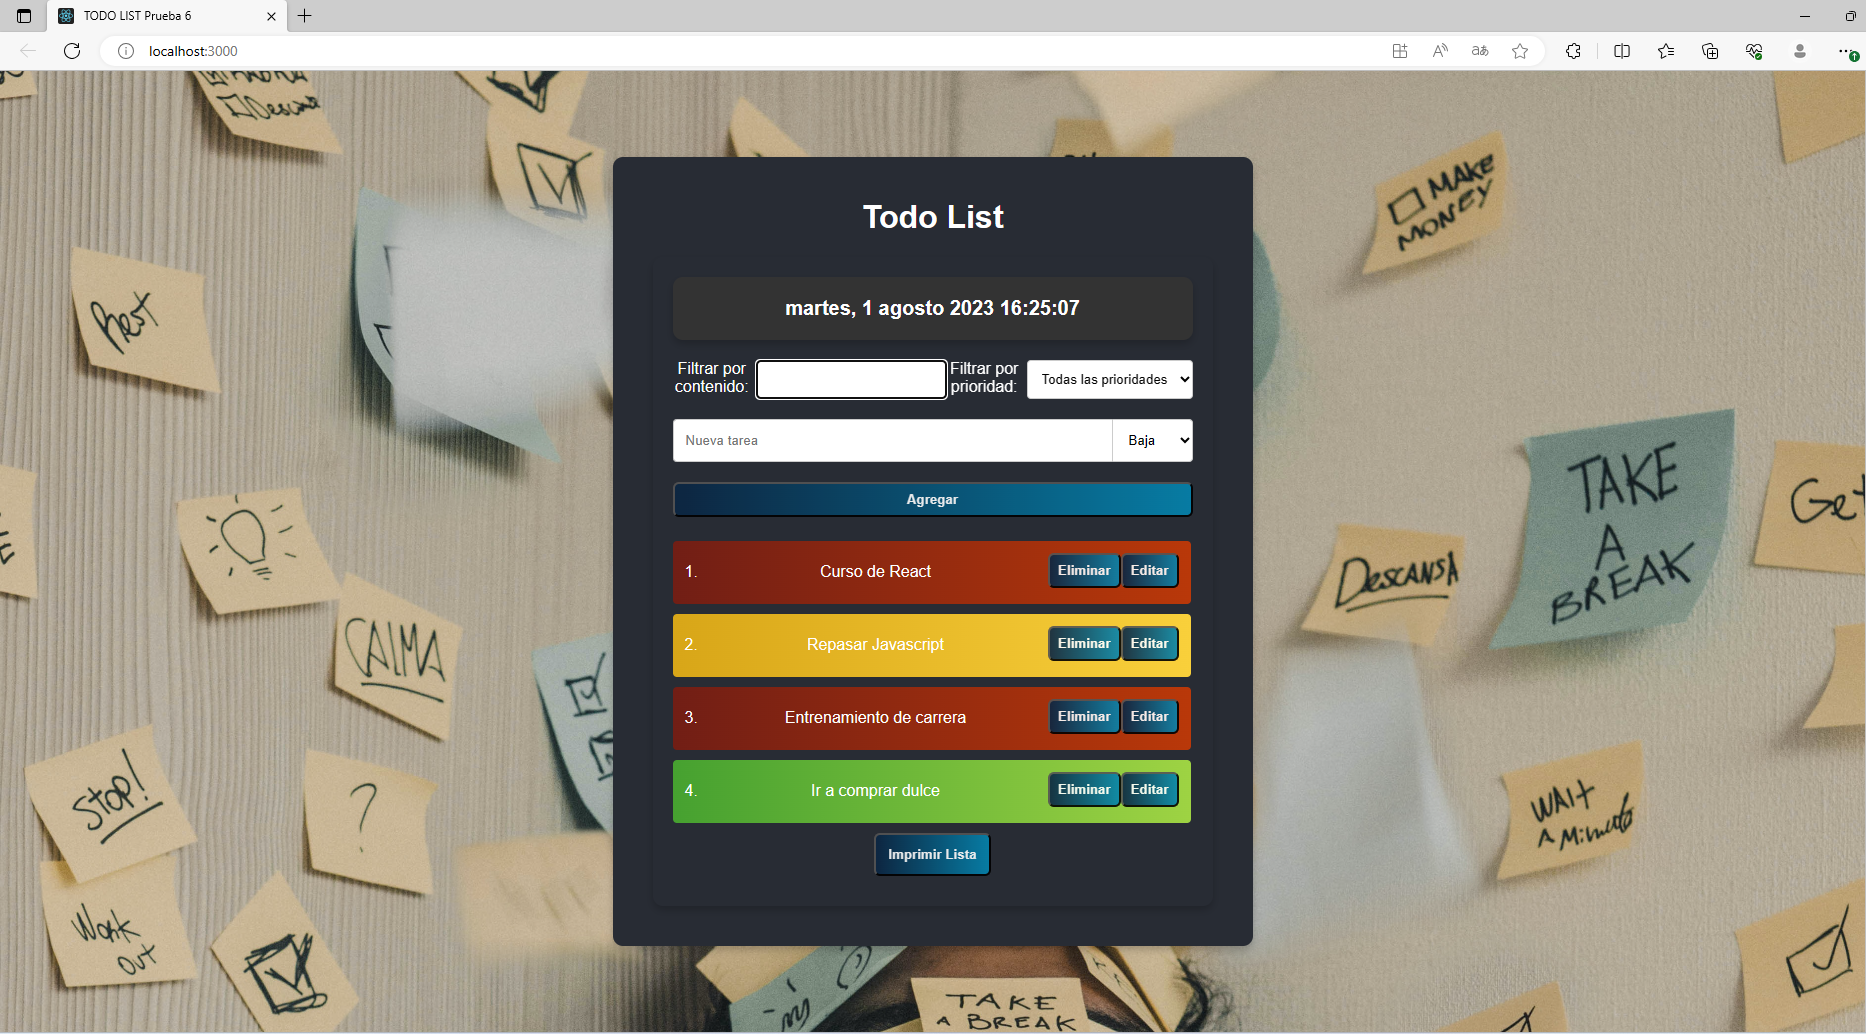 TODO LIST Prueba 6
localhost:3000
Descansa
MAKE
MONEY
Todo List
martes, 1 agosto 2023 16:25:07
Rest
Filtrar por
contenido:
Filtrar por
prioridad:
Todas las prioridades
Nueva tarea
Baja
Agregar
TAKE
A
BREAK
Get
DESCANSA
1.
Curso de React
Eliminar
Editar
CALMA
2.
Repasar Javascript
Eliminar
Editar
3.
Entrenamiento de carrera
Eliminar
Editar
STOP!
?
4.
Ir a comprar dulce
Eliminar
Editar
WAIT
A Minute
Imprimir Lista
Work
out
TAKE
A BREAK